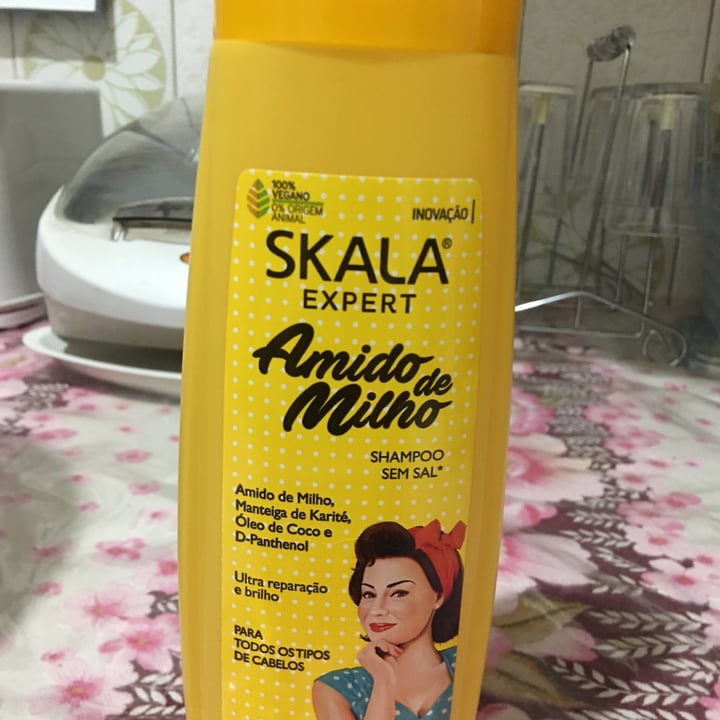 100%
VEGANO
0% ORIGEM
ANIMAL
INOVAÇÃO
SKALA®
EXPERT
Amido de
Milho
SHAMPOO
SEM SAL*
Amido de Milho,
Manteiga de Karité,
Óleo de Coco e
D-Panthenol
Ultra reparação
e brilho
PARA
TODOS OS TIPOS
DE CABELOS